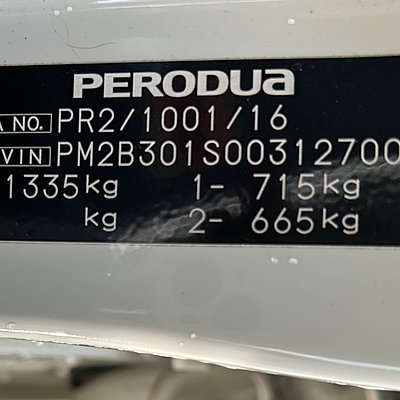 PERODUA
A NO. PR2/1001/16
VIN PM2B301S00312700
1335kg 1- 715kg
kg 2- 665kg